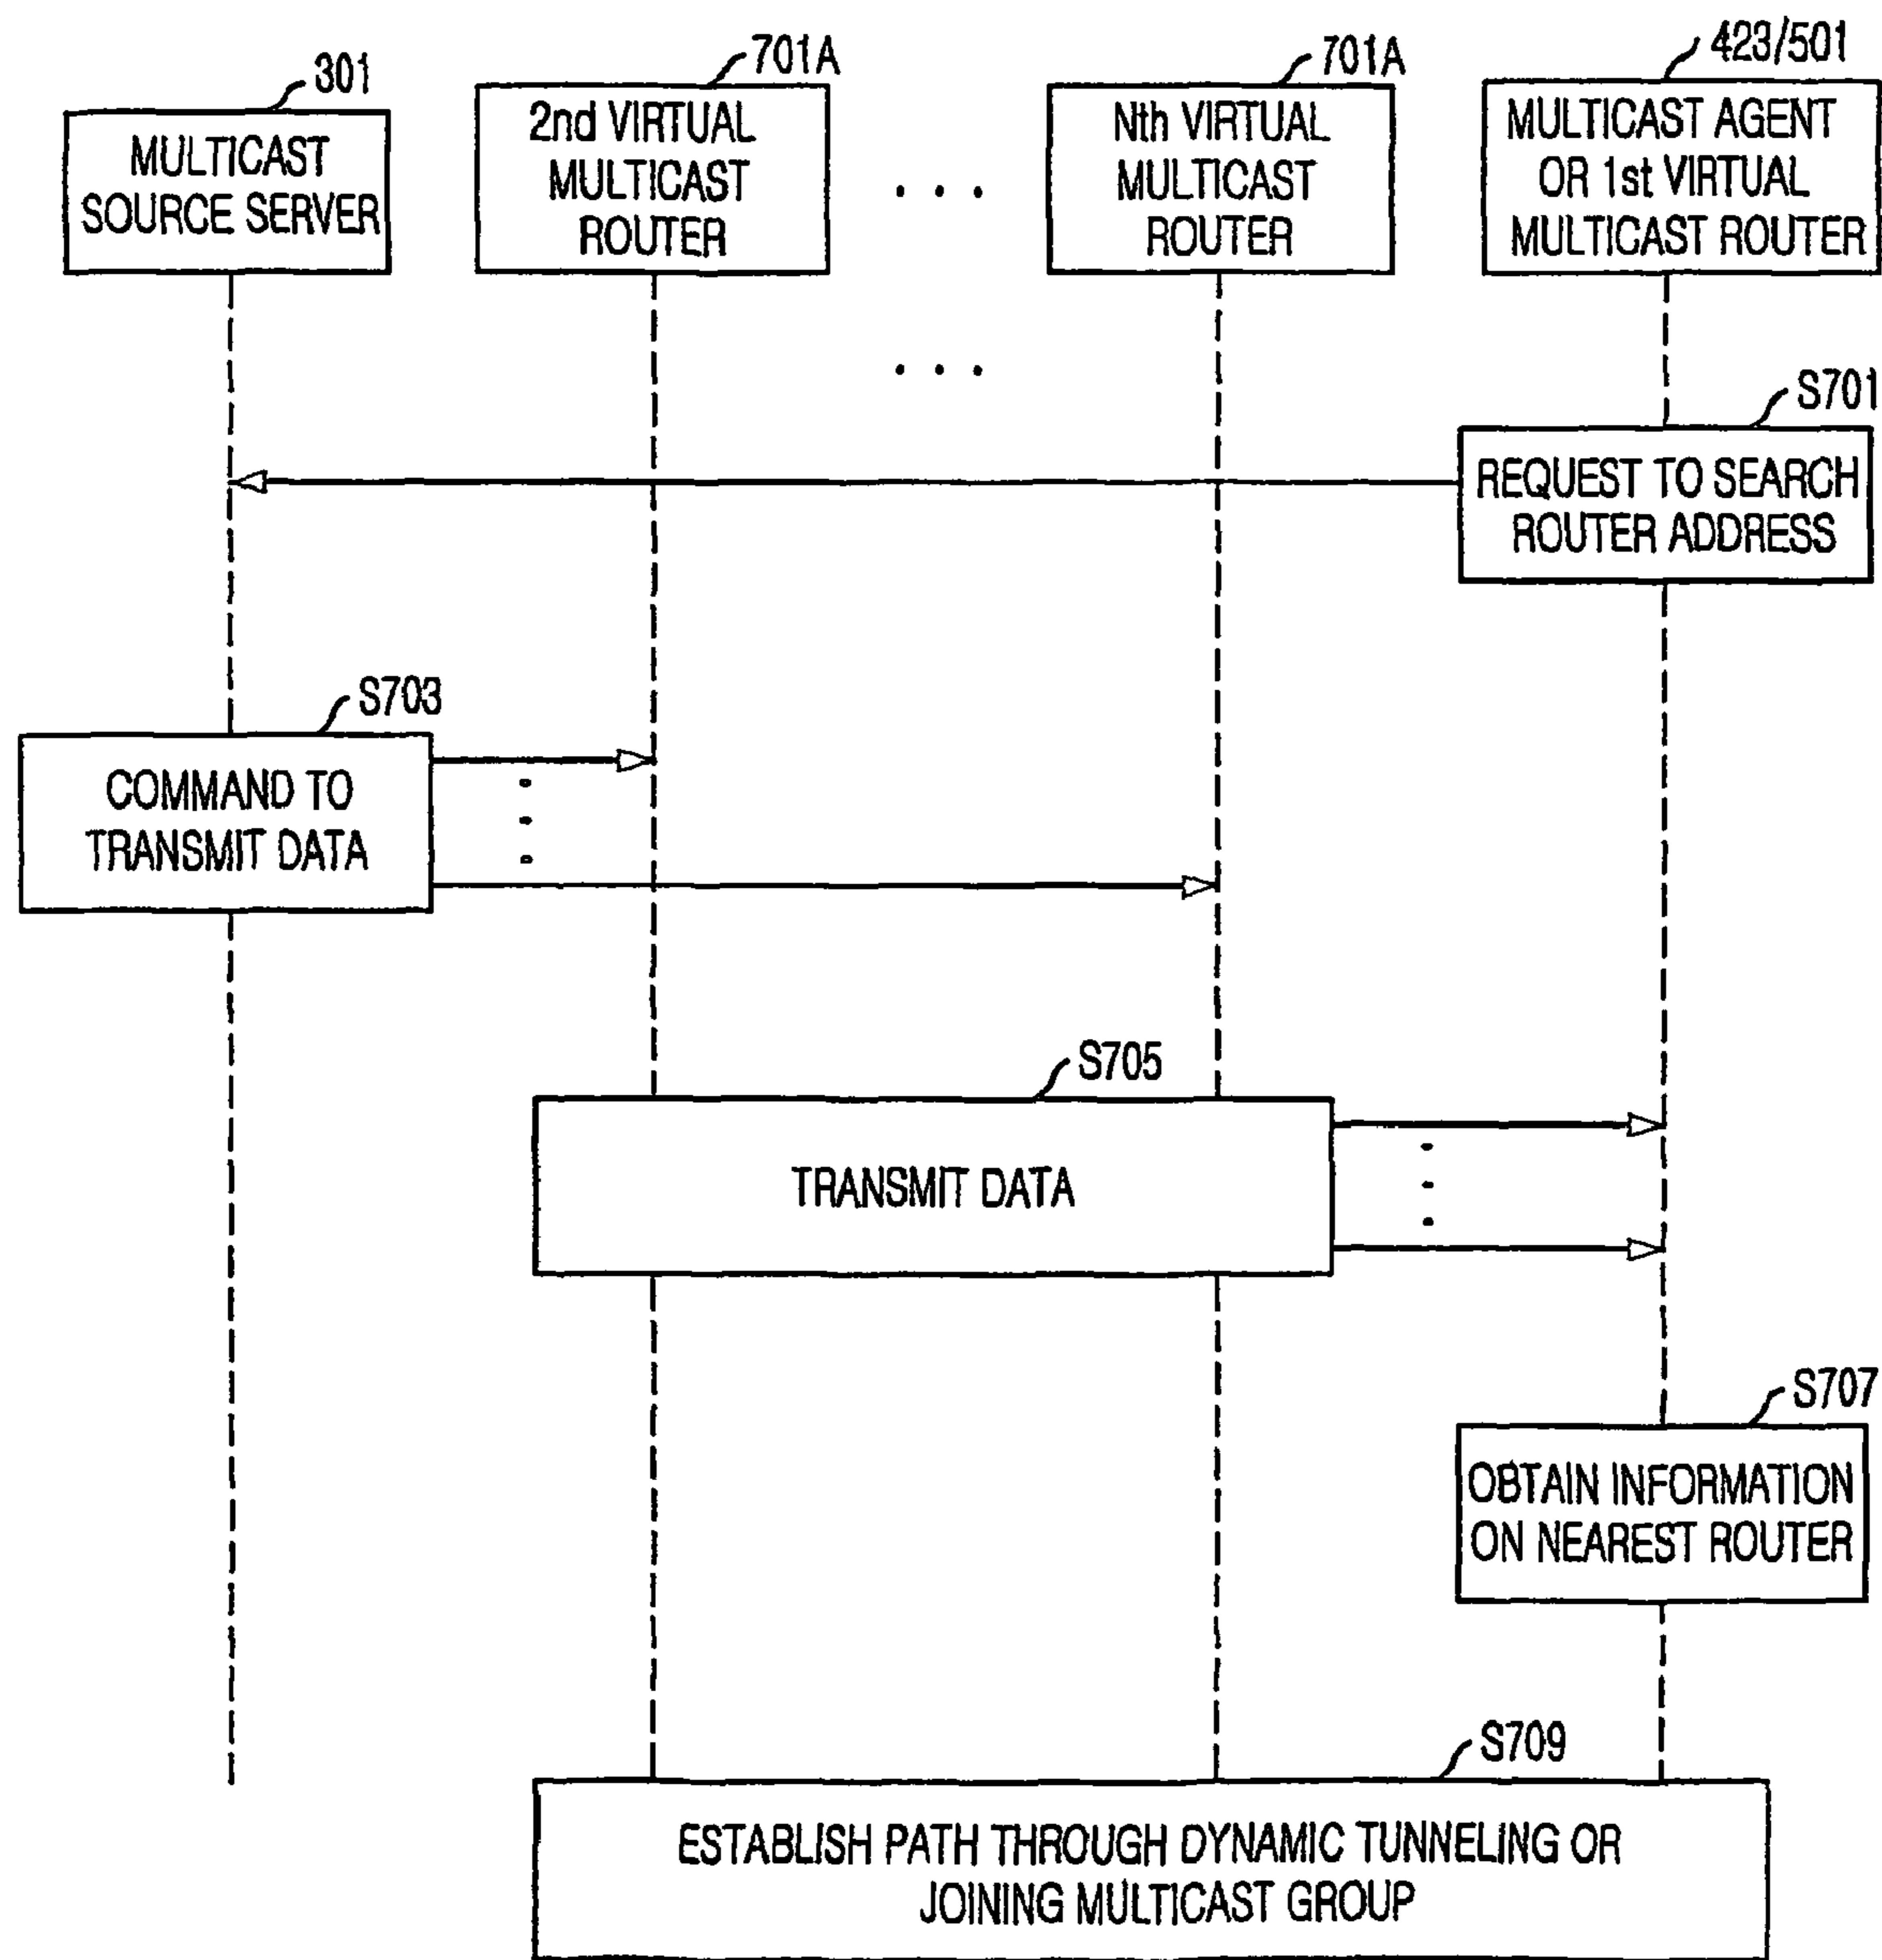 301
MULTICAST
SOURCE SERVER
701A
2nd VIRTUAL
MULTICAST
ROUTER
. . .
701A
Nth VIRTUAL
MULTICAST
ROUTER
423/501
MULTICAST AGENT
OR 1st VIRTUAL
MULTICAST ROUTER
. . .
S701
REQUEST TO SEARCH
ROUTER ADDRESS
S703
COMMAND TO
TRANSMIT DATA
S705
TRANSMIT DATA
S707
OBTAIN INFORMATION
ON NEAREST ROUTER
S709
ESTABLISH PATH THROUGH DYNAMIC TUNNELING OR
JOINING MULTICAST GROUP